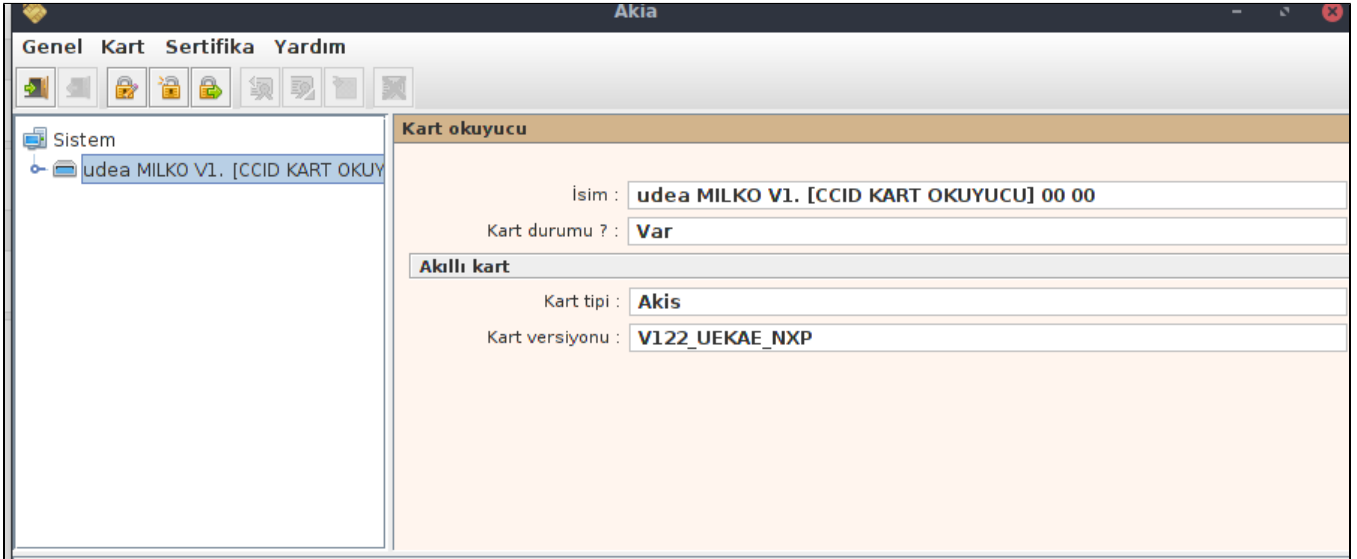 Akia
Genel Kart Sertifika Yardım
Sistem
udea MILKO V1. [CCID KART OKUY
Kart okuyucu
İsim : udea MILKO V1. [CCID KART OKUYUCU] 00 00
Kart durumu ? : Var
Akıllı kart
Kart tipi : Akis
Kart versiyonu : V122_UEKAE_NXP